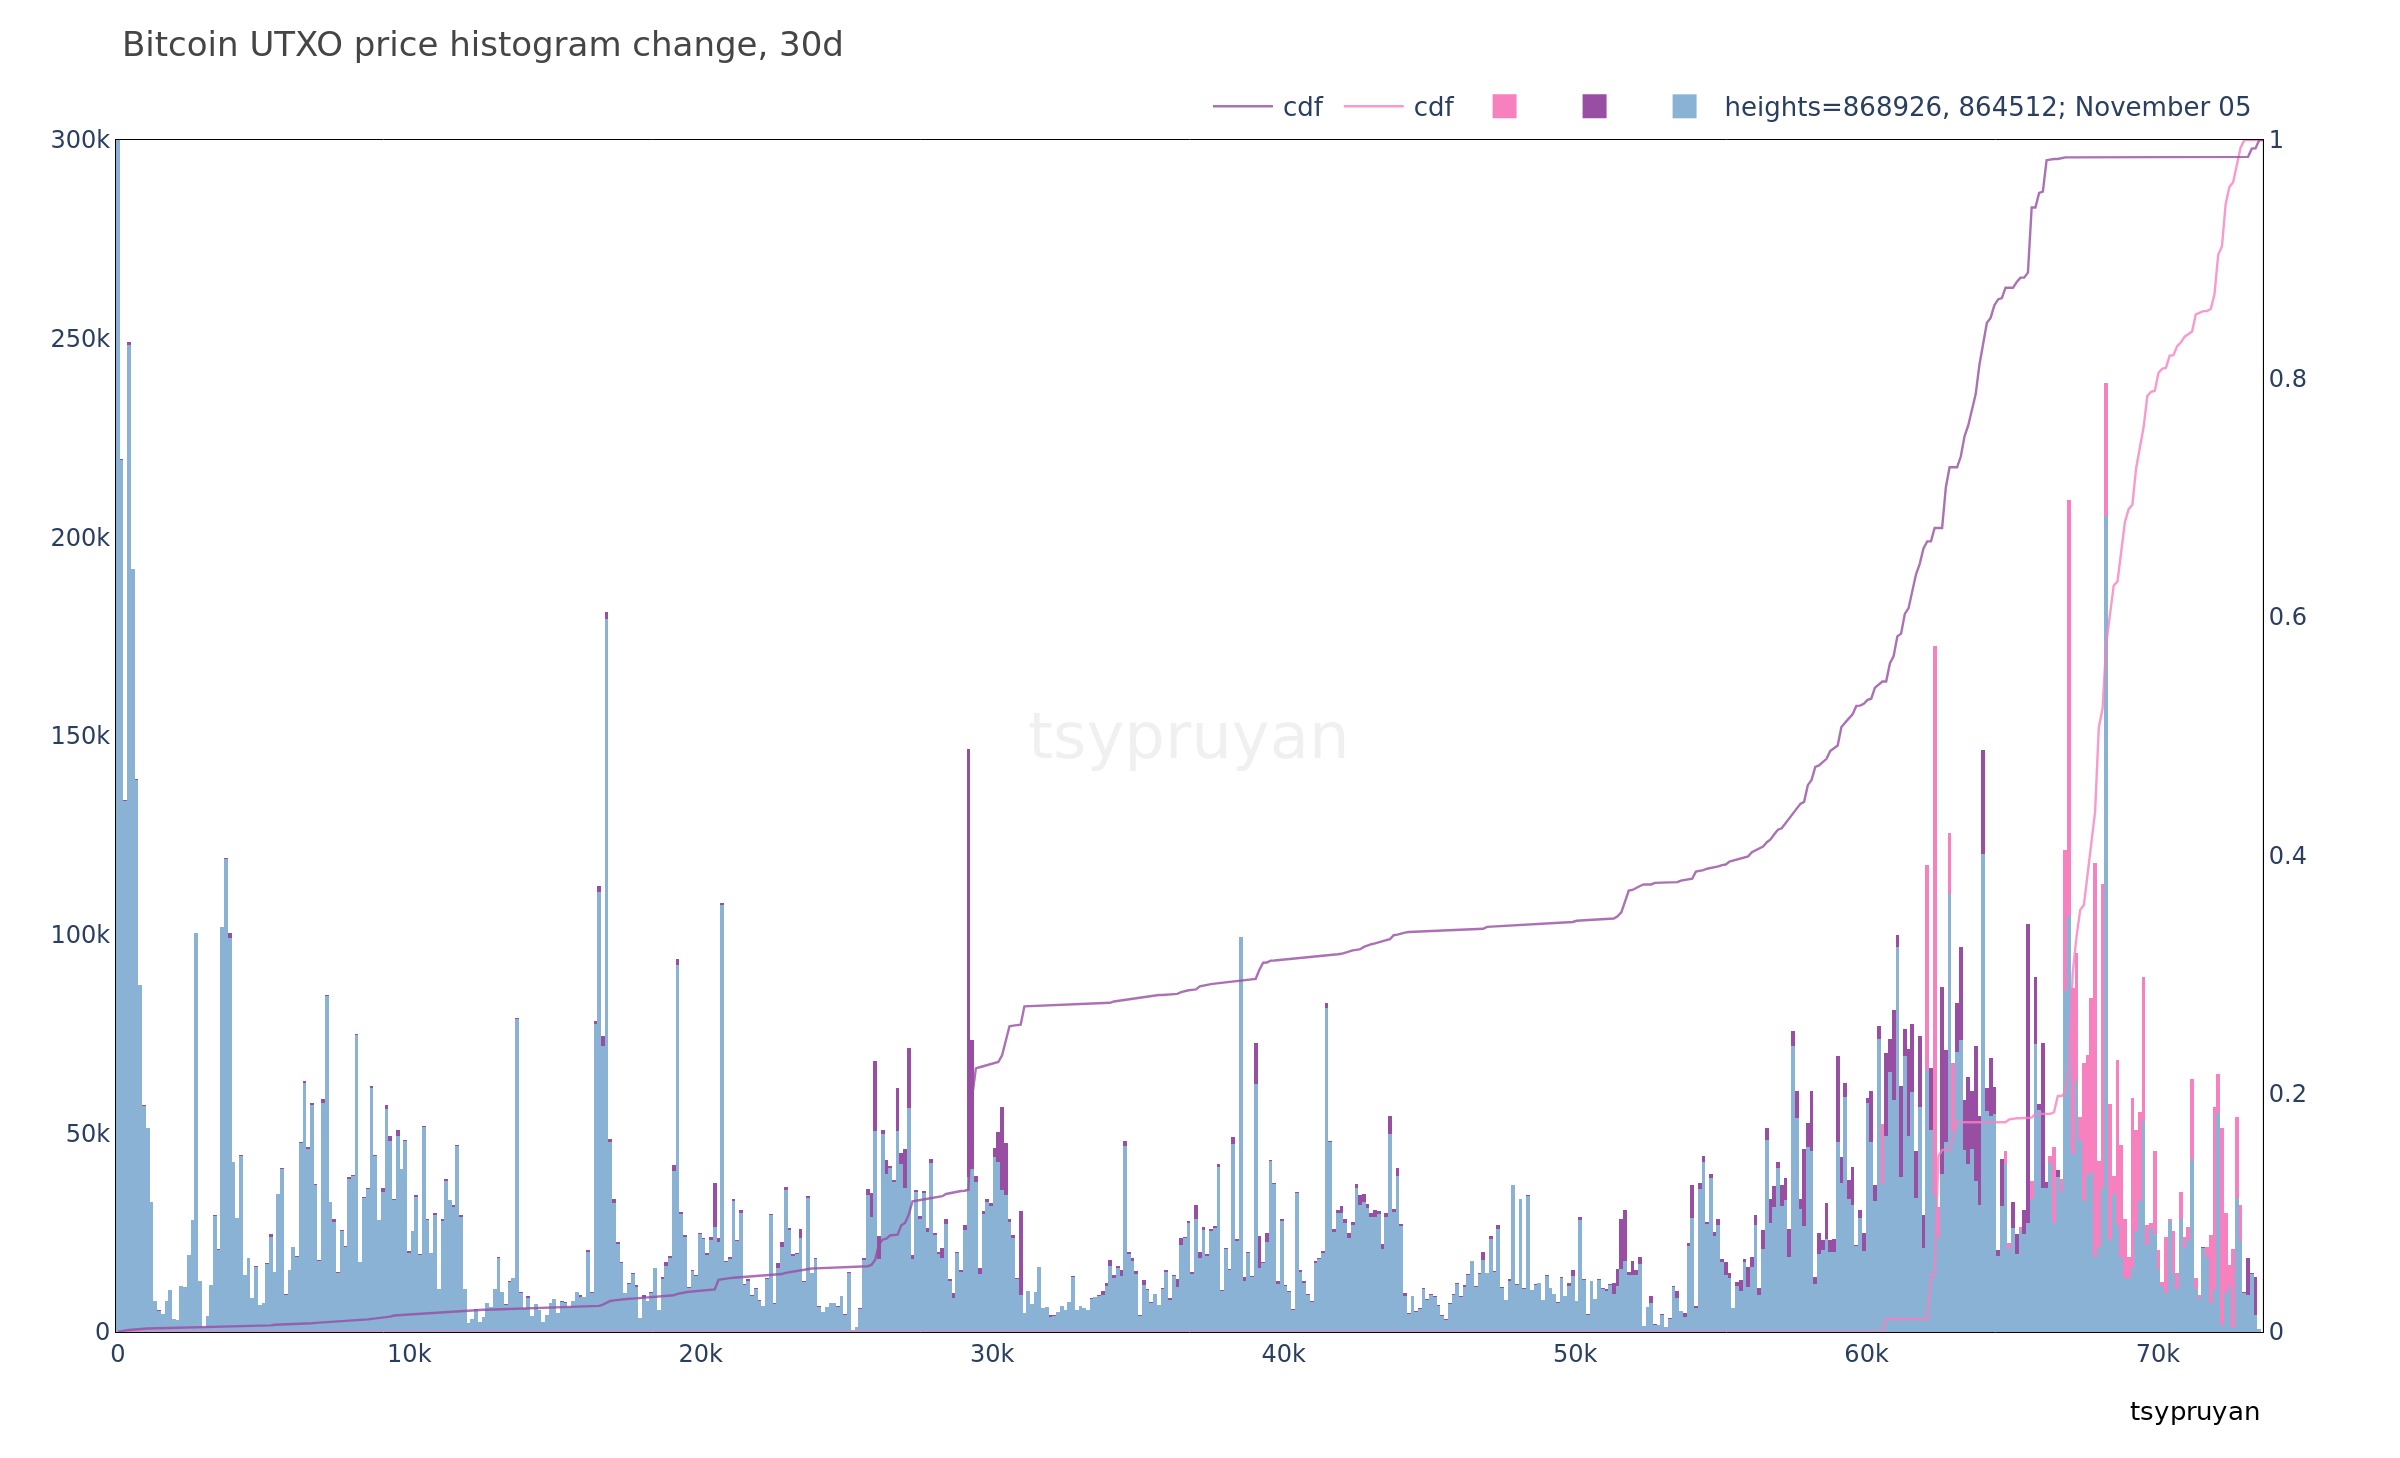 Bitcoin UTXO price histogram change, 30d
cdf cdf heights=868926, 864512; November 05
300k
250k
200k
150k
100k
50k
0
1
0.8
0.6
0.4
0.2
0
tsypruyan
0 10k 20k 30k 40k 50k 60k 70k
tsypruyan